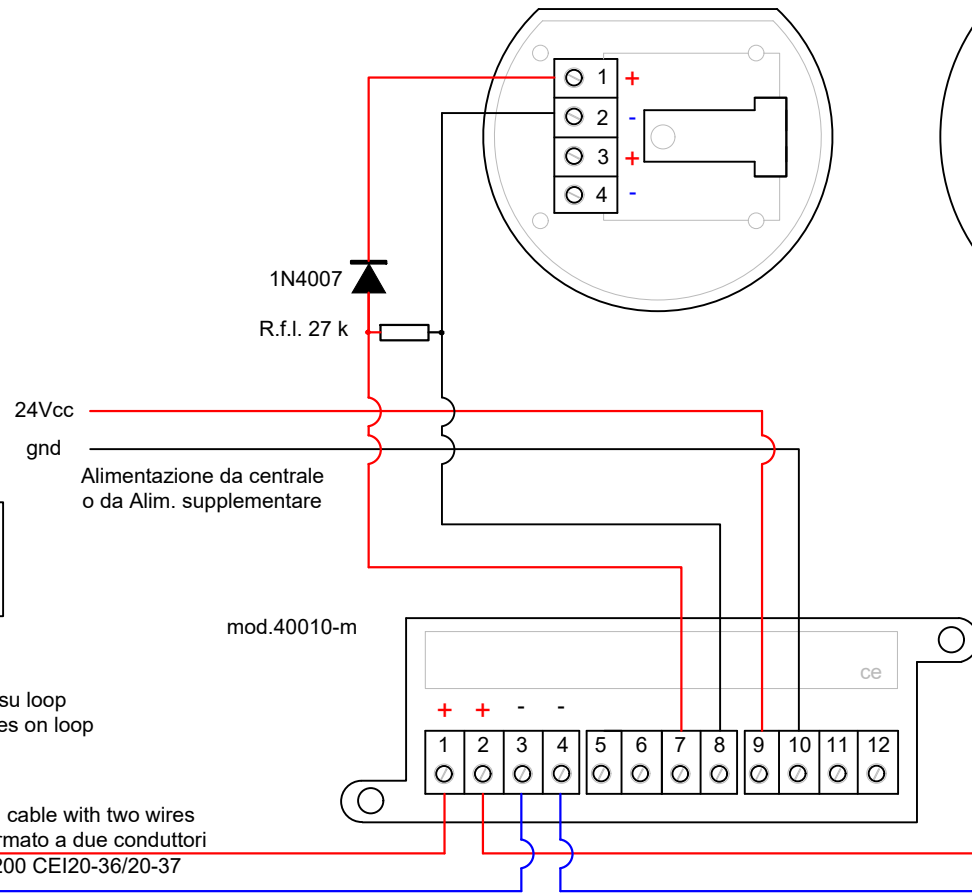 1 +
2 -
3 +
4 -
1N4007
R.f.l. 27 k
24Vcc
gnd
Alimentazione da centrale
o da Alim. supplementare
mod.40010-m
ce
su loop
es on loop
+ + - -
1 2 3 4 5 6 7 8 9 10 11 12
cable with two wires
rmato a due conduttori
200 CEI20-36/20-37